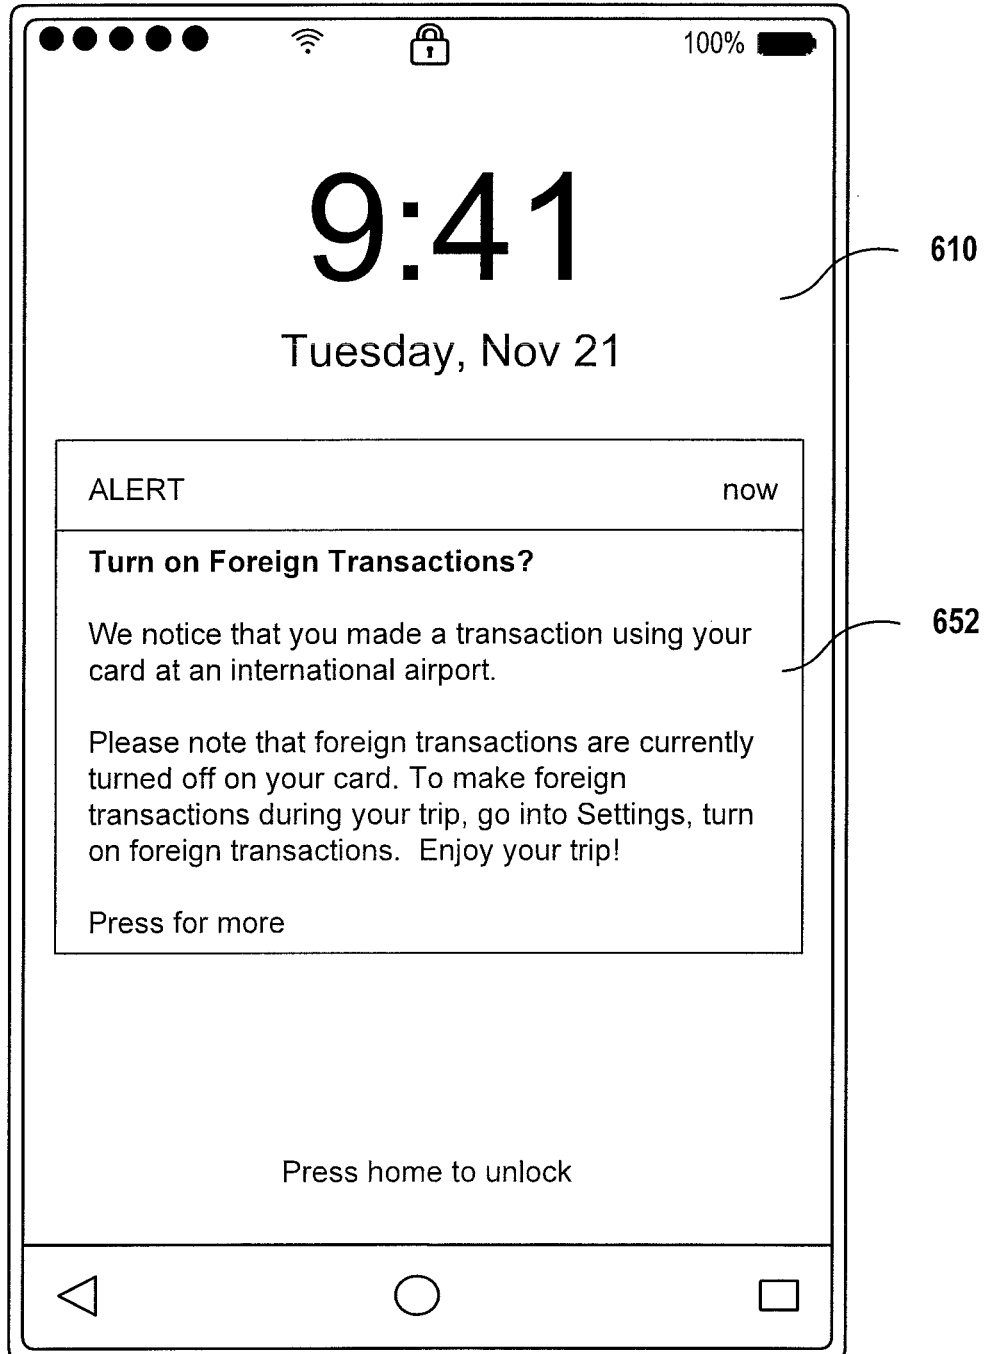 100%
9:41
610
Tuesday, Nov 21
ALERT now
Turn on Foreign Transactions?
We notice that you made a transaction using your
652
card at an international airport.
Please note that foreign transactions are currently
turned off on your card. To make foreign
transactions during your trip, go into Settings, turn
on foreign transactions.  Enjoy your trip!
Press for more
Press home to unlock